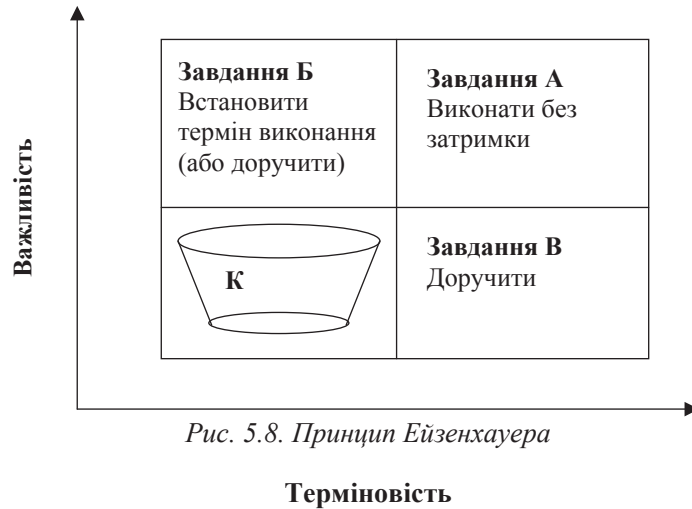 Важливість
Завдання Б
Встановити
термін виконання
(або доручити)
Завдання А
Виконати без
затримки
К
Завдання В
Доручити
Рис. 5.8. Принцип Ейзенхауера
Терміновість